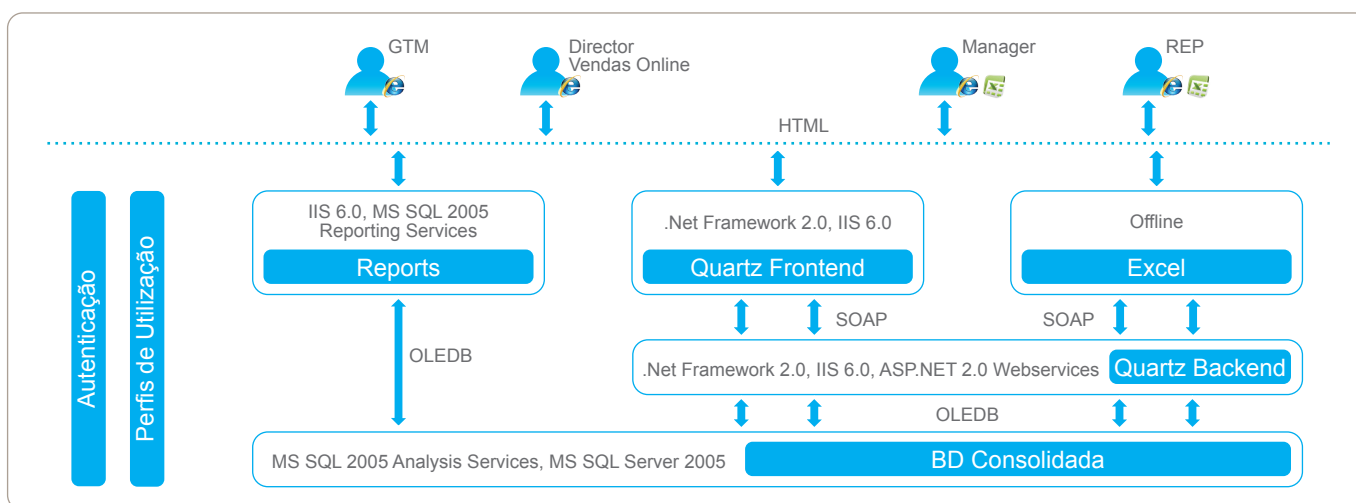 GTM
Director
Vendas Online
Manager
REP
HTML
Autenticação
Perfis de Utilização
IIS 6.0, MS SQL 2005
Reporting Services
Reports
.Net Framework 2.0, IIS 6.0
Quartz Frontend
Offline
Excel
SOAP
SOAP
OLEDB
.Net Framework 2.0, IIS 6.0, ASP.NET 2.0 Webservices
Quartz Backend
OLEDB
MS SQL 2005 Analysis Services, MS SQL Server 2005
BD Consolidada